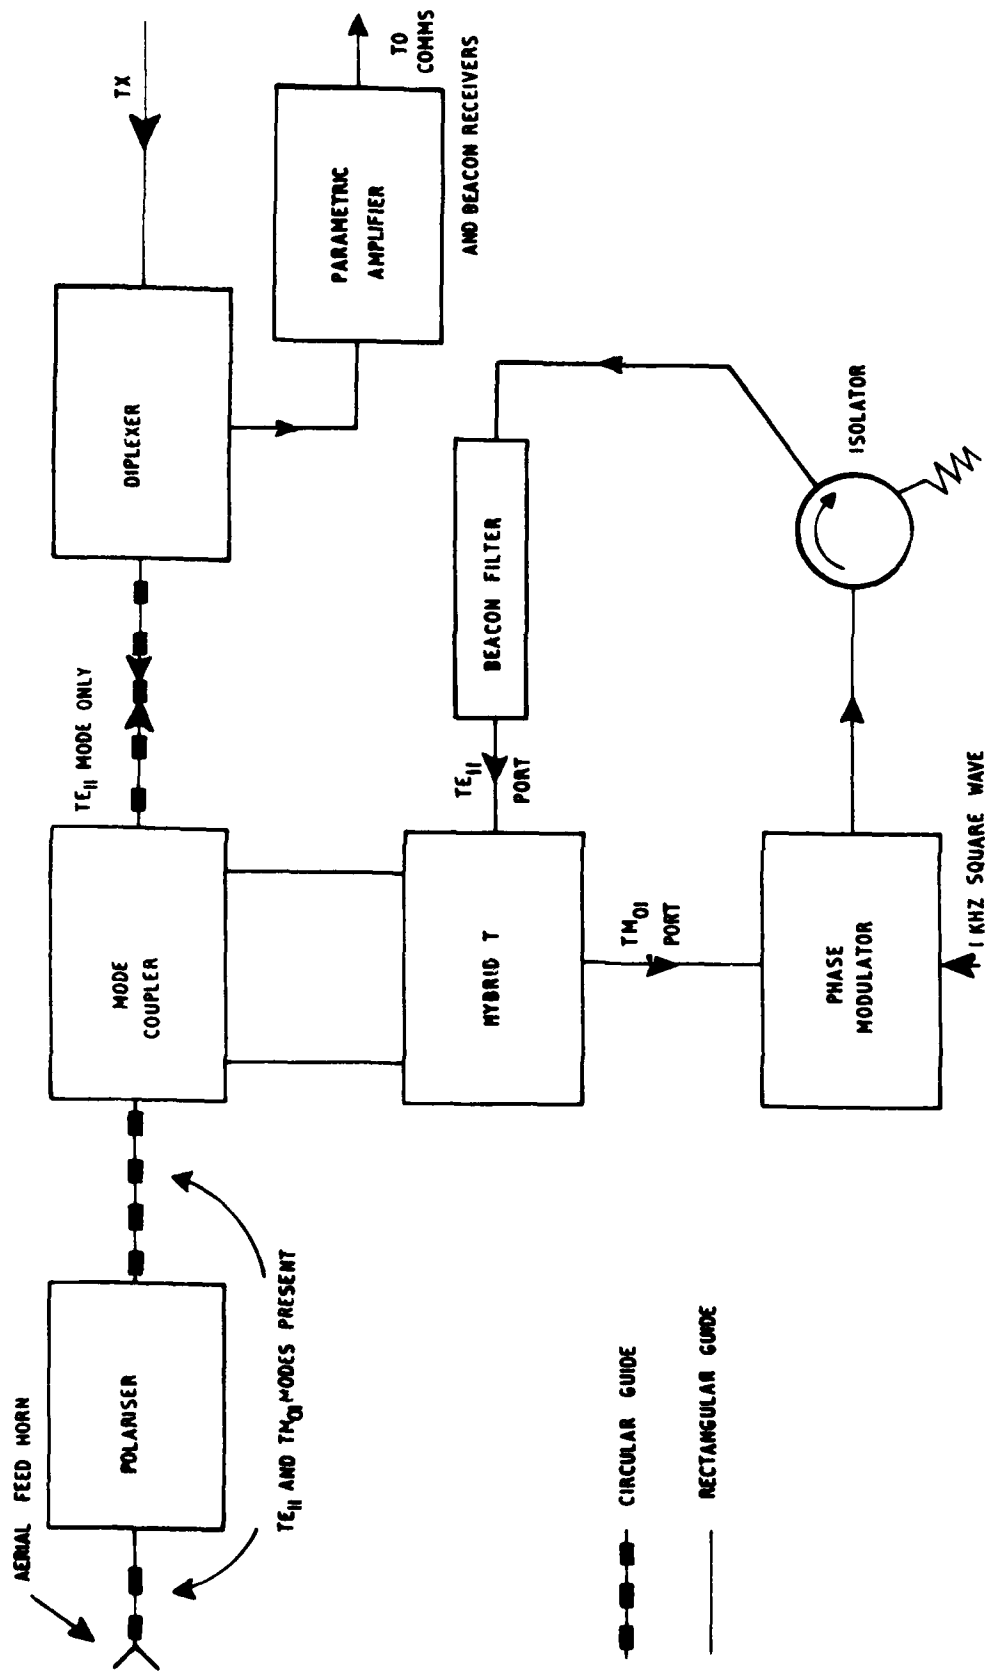 AERIAL FEED HORN
POLARISER
TE11 AND TM01 MODES PRESENT
MODE
COUPLER
TE11 MODE ONLY
DIPLEXER
TX
PARAMETRIC
AMPLIFIER
TO
COMMS
AND BEACON RECEIVERS
HYBRID T
TE11
PORT
BEACON FILTER
TM01
PORT
PHASE
MODULATOR
1 KHZ SQUARE WAVE
ISOLATOR
CIRCULAR GUIDE
RECTANGULAR GUIDE